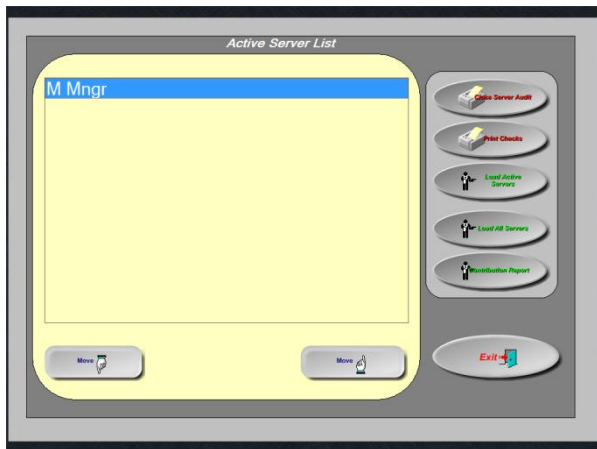 Active Server List
M Mngr
Close Server Audit
Print Checks
Load Active
Servers
Load All Servers
Contribution Report
Move
Move
Exit